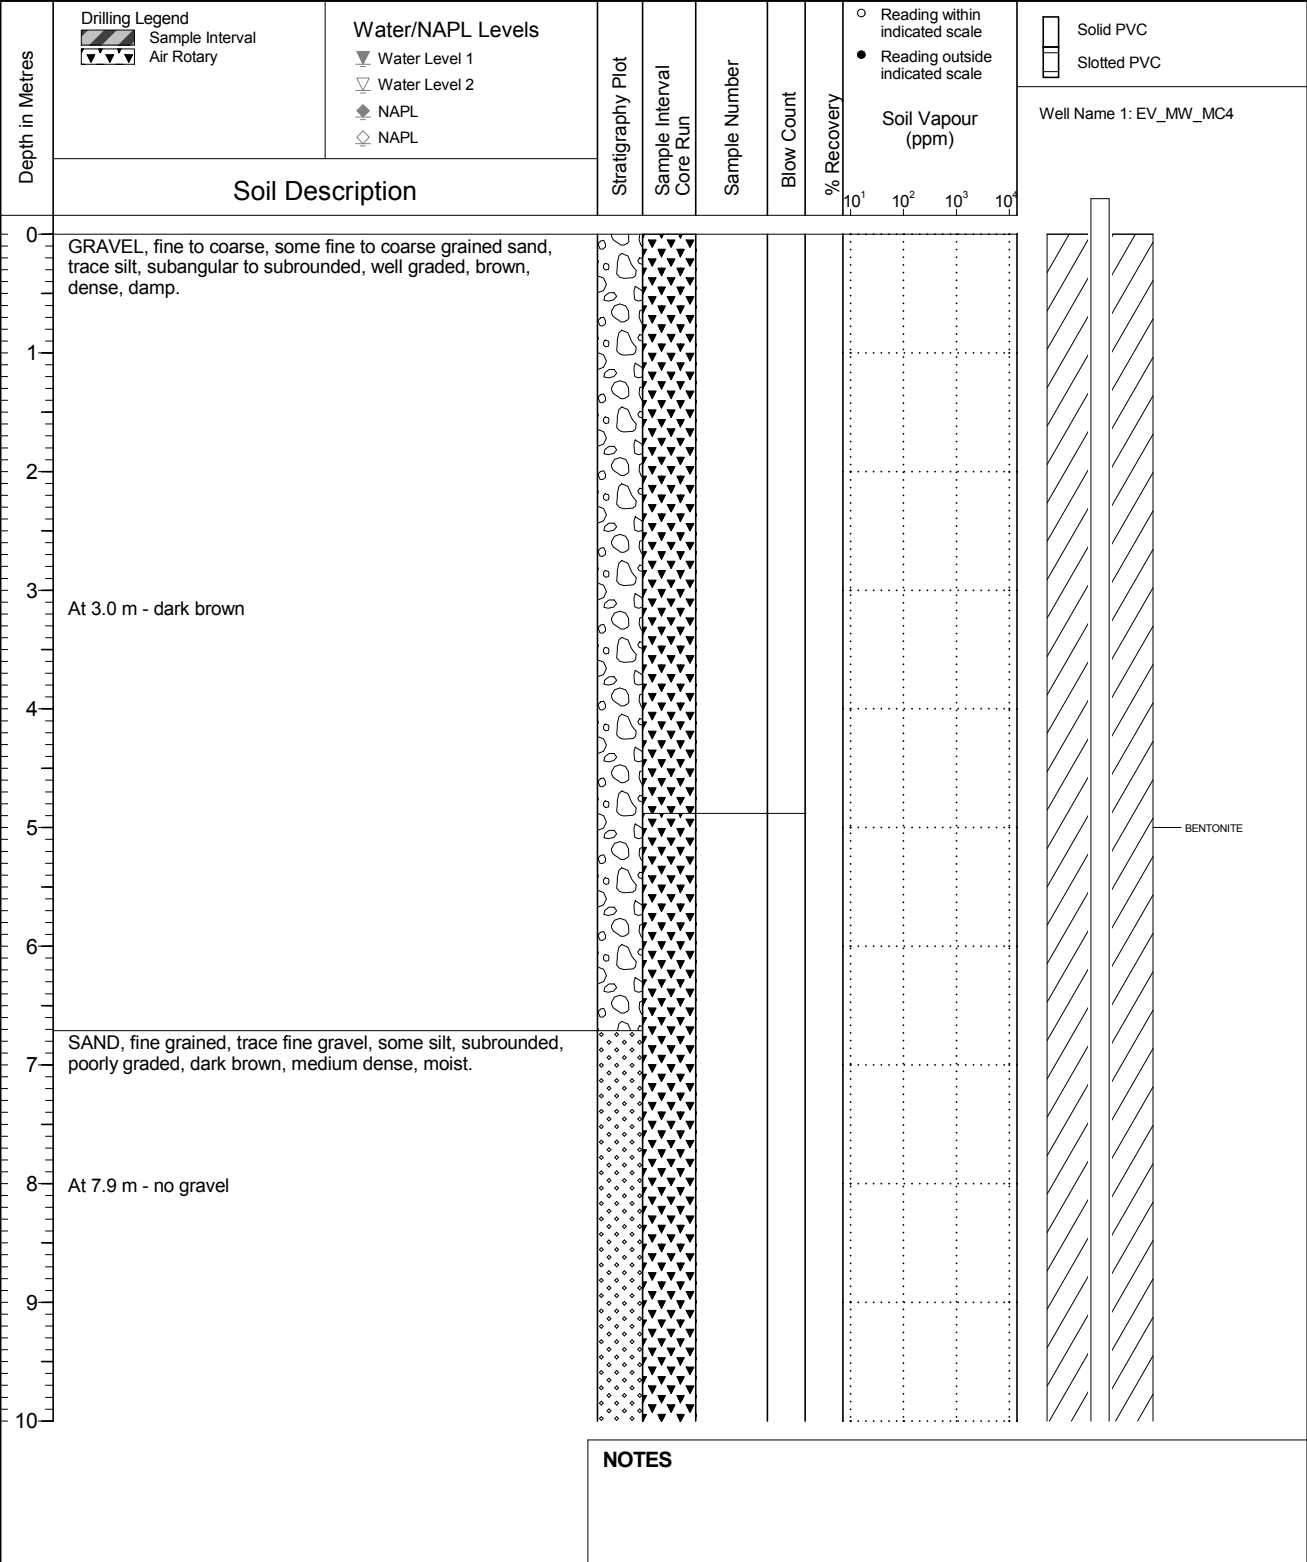 Depth in Metres
Drilling Legend
Sample Interval
Air Rotary
Water/NAPL Levels
Water Level 1
Water Level 2
NAPL
NAPL
Soil Description
Stratigraphy Plot
Sample Interval
Core Run
Sample Number
Blow Count
% Recovery
Reading within
indicated scale
Reading outside
indicated scale
Soil Vapour
(ppm)
10¹ 10² 10³ 10⁴
Solid PVC
Slotted PVC
Well Name 1: EV_MW_MC4
0
GRAVEL, fine to coarse, some fine to coarse grained sand,
trace silt, subangular to subrounded, well graded, brown,
dense, damp.
1
2
3
At 3.0 m - dark brown
4
5
BENTONITE
6
SAND, fine grained, trace fine gravel, some silt, subrounded,
poorly graded, dark brown, medium dense, moist.
7
8
At 7.9 m - no gravel
9
10
NOTES